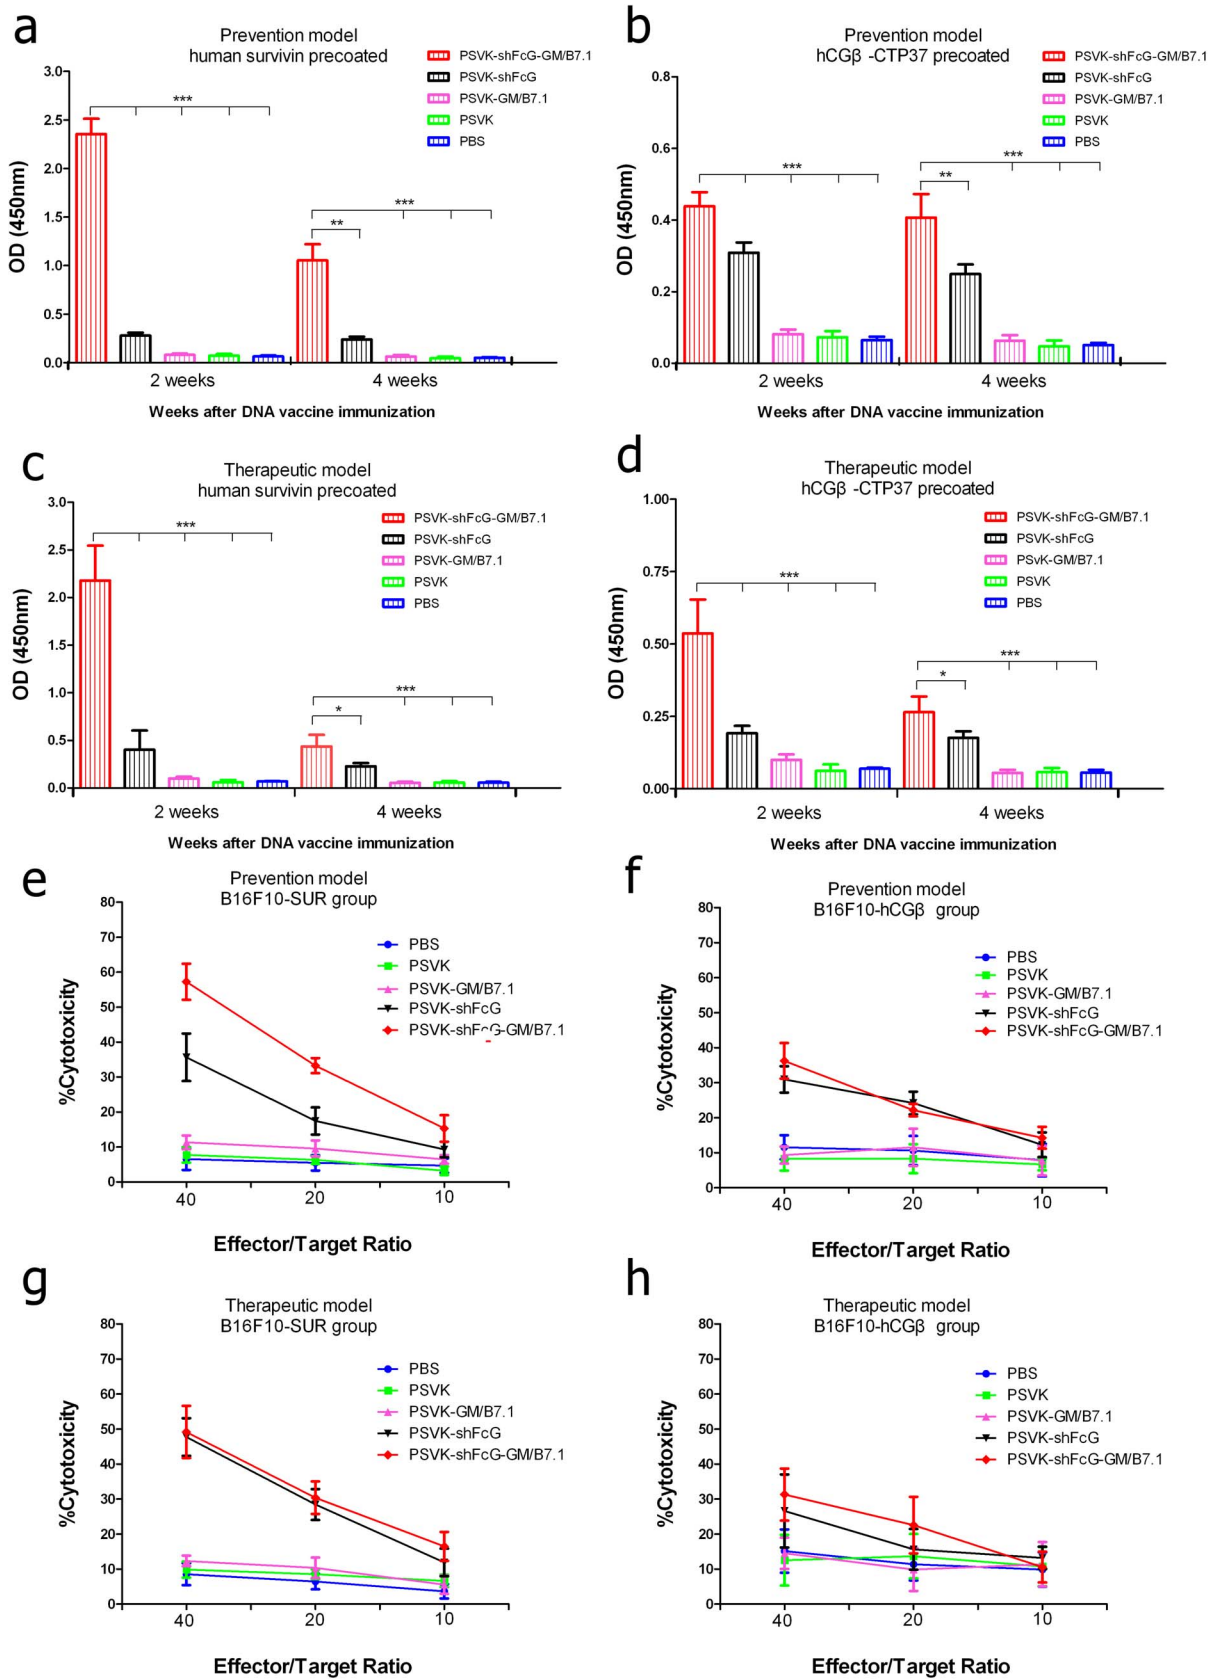 a
Prevention model
human survivin precoated
PSVK-shFcG-GM/B7.1
PSVK-shFcG
PSVK-GM/B7.1
PSVK
PBS
OD (450nm)
3.0
2.5
2.0
1.5
1.0
0.5
0.0
***
***
**
2 weeks
4 weeks
Weeks after DNA vaccine immunization
b
Prevention model
hCGβ -CTP37 precoated
PSVK-shFcG-GM/B7.1
PSVK-shFcG
PSVK-GM/B7.1
PSVK
PBS
OD (450nm)
0.8
0.6
0.4
0.2
0.0
***
***
**
2 weeks
4 weeks
Weeks after DNA vaccine immunization
c
Therapeutic model
human survivin precoated
PSVK-shFcG-GM/B7.1
PSVK-shFcG
PSVK-GM/B7.1
PSVK
PBS
OD (450nm)
3.0
2.5
2.0
1.5
1.0
0.5
0.0
***
***
*
2 weeks
4 weeks
Weeks after DNA vaccine immunization
d
Therapeutic model
hCGβ -CTP37 precoated
PSVK-shFcG-GM/B7.1
PSVK-shFcG
PSvK-GM/B7.1
PSVK
PBS
OD (450nm)
1.00
0.75
0.50
0.25
0.00
***
***
*
2 weeks
4 weeks
Weeks after DNA vaccine immunization
e
Prevention model
B16F10-SUR group
PBS
PSVK
PSVK-GM/B7.1
PSVK-shFcG
PSVK-shFcG-GM/B7.1
%Cytotoxicity
80
70
60
50
40
30
20
10
0
40
20
10
Effector/Target Ratio
f
Prevention model
B16F10-hCGβ group
PBS
PSVK
PSVK-GM/B7.1
PSVK-shFcG
PSVK-shFcG-GM/B7.1
%Cytotoxicity
80
70
60
50
40
30
20
10
0
40
20
10
Effector/Target Ratio
g
Therapeutic model
B16F10-SUR group
PBS
PSVK
PSVK-GM/B7.1
PSVK-shFcG
PSVK-shFcG-GM/B7.1
%Cytotoxicity
80
70
60
50
40
30
20
10
0
40
20
10
Effector/Target Ratio
h
Therapeutic model
B16F10-hCGβ group
PBS
PSVK
PSVK-GM/B7.1
PSVK-shFcG
PSVK-shFcG-GM/B7.1
%Cytotoxicity
80
70
60
50
40
30
20
10
0
40
20
10
Effector/Target Ratio